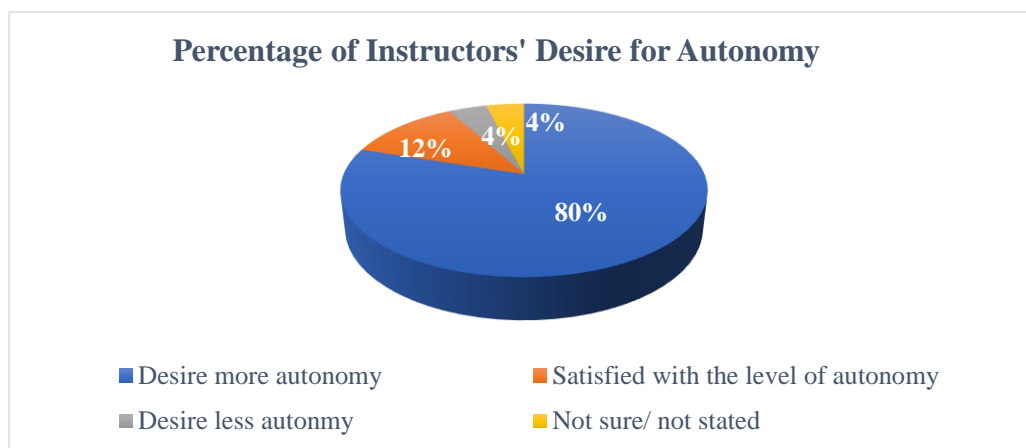 Percentage of Instructors' Desire for Autonomy
4%
4%
12%
80%
Desire more autonomy
Satisfied with the level of autonomy
Desire less autonmy
Not sure/ not stated